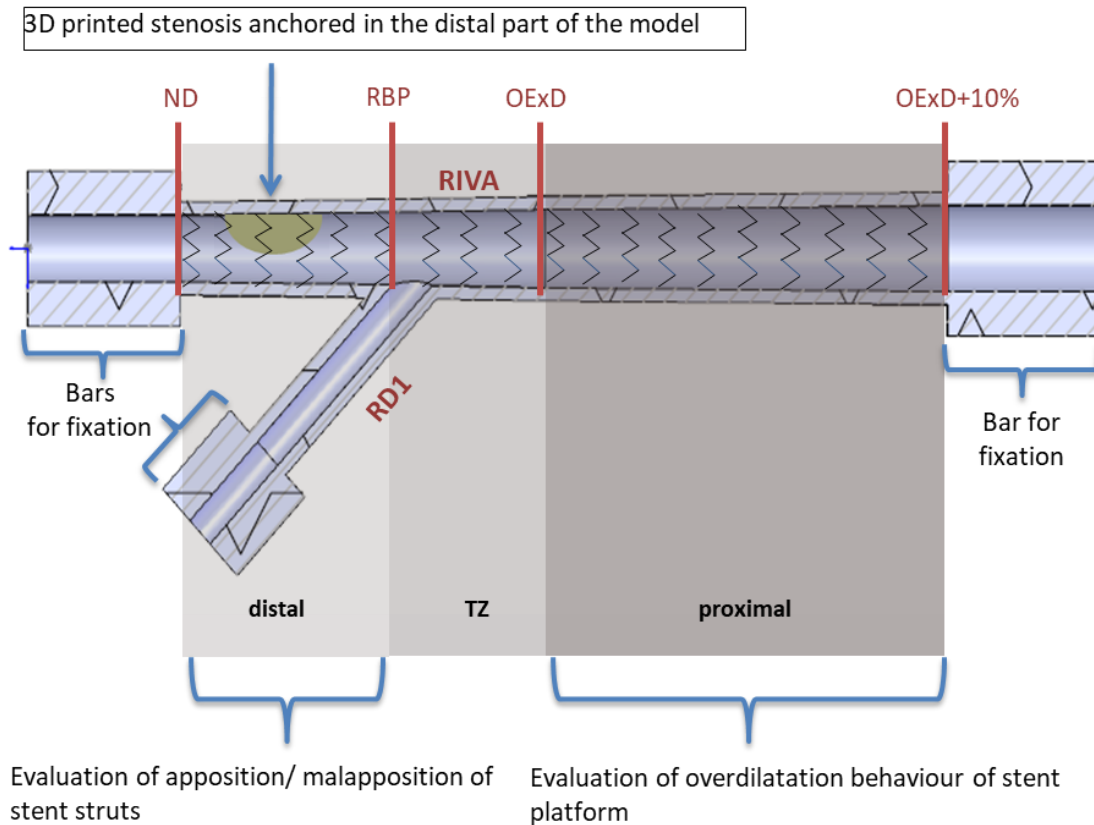 3D printed stenosis anchored in the distal part of the model
ND
RBP
OExD
OExD+10%
RIVA
RD1
Bars
for fixation
Bar for
fixation
distal
TZ
proximal
Evaluation of apposition/ malapposition of
stent struts
Evaluation of overdilatation behaviour of stent
platform